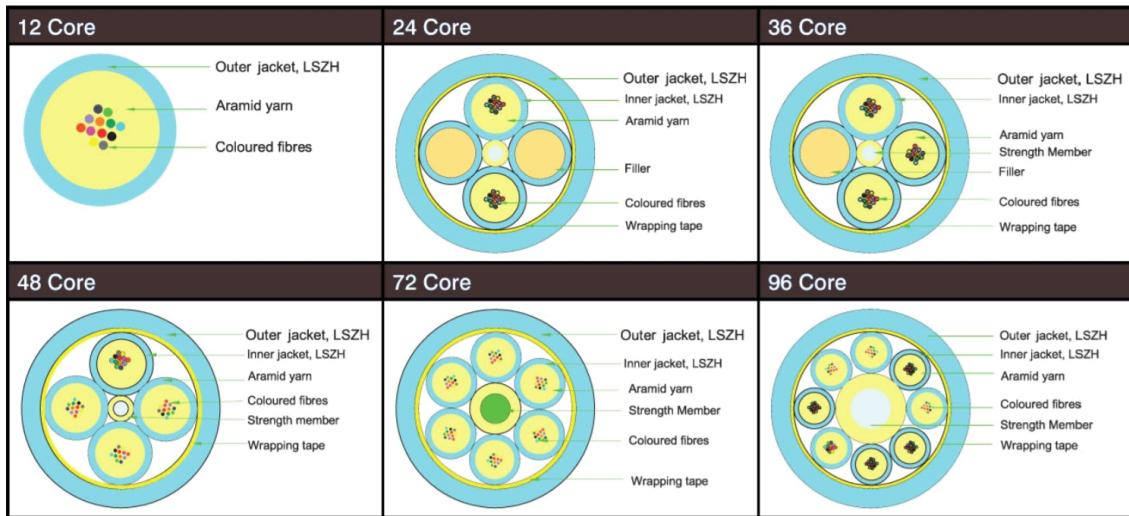 12 Core
Outer jacket, LSZH
Aramid yarn
Coloured fibres
24 Core
Outer jacket, LSZH
Inner jacket, LSZH
Aramid yarn
Filler
Coloured fibres
Wrapping tape
36 Core
Outer jacket, LSZH
Inner jacket, LSZH
Aramid yarn
Strength Member
Filler
Coloured fibres
Wrapping tape
48 Core
Outer jacket, LSZH
Inner jacket, LSZH
Aramid yarn
Coloured fibres
Strength member
Wrapping tape
72 Core
Outer jacket, LSZH
Inner jacket, LSZH
Aramid yarn
Strength Member
Coloured fibres
Wrapping tape
96 Core
Outer jacket, LSZH
Inner jacket, LSZH
Aramid yarn
Coloured fibres
Strength Member
Wrapping tape